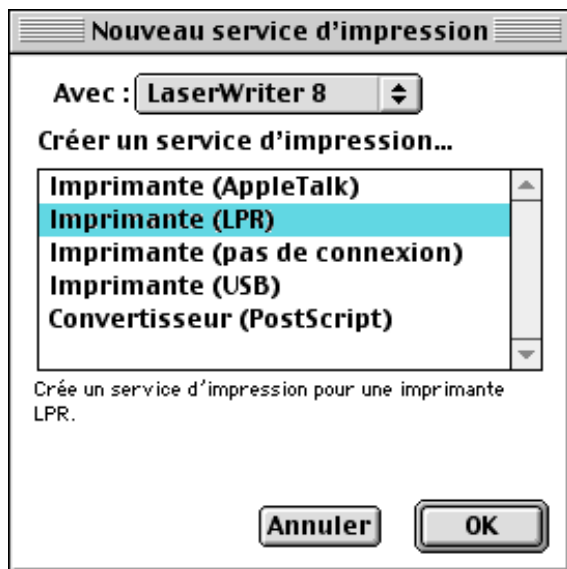 Nouveau service d'impression
Avec : LaserWriter 8
Créer un service d'impression...
Imprimante (AppleTalk)
Imprimante (LPR)
Imprimante (pas de connexion)
Imprimante (USB)
Convertisseur (PostScript)
Crée un service d'impression pour une imprimante
LPR.
Annuler OK